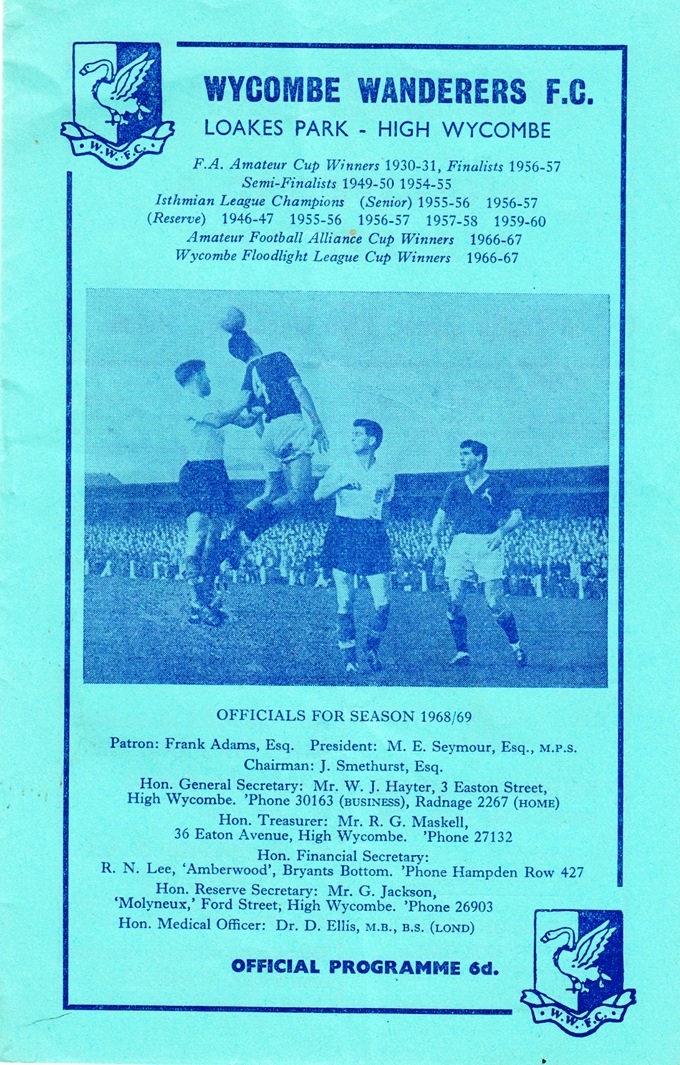 W.W.F.C.
WYCOMBE WANDERERS F.C.
LOAKES PARK - HIGH WYCOMBE
F.A. Amateur Cup Winners 1930-31, Finalists 1956-57
Semi-Finalists 1949-50 1954-55
Isthmian League Champions (Senior) 1955-56 1956-57
(Reserve) 1946-47 1955-56 1956-57 1957-58 1959-60
Amateur Football Alliance Cup Winners 1966-67
Wycombe Floodlight League Cup Winners 1966-67
4
OFFICIALS FOR SEASON 1968/69
Patron: Frank Adams, Esq. President: M. E. Seymour, Esq., M.P.S.
Chairman: J. Smethurst, Esq.
Hon. General Secretary: Mr. W. J. Hayter, 3 Easton Street,
High Wycombe. 'Phone 30163 (BUSINESS), Radnage 2267 (HOME)
Hon. Treasurer: Mr. R. G. Maskell,
36 Eaton Avenue, High Wycombe. 'Phone 27132
Hon. Financial Secretary:
R. N. Lee, 'Amberwood', Bryants Bottom. 'Phone Hampden Row 427
Hon. Reserve Secretary: Mr. G. Jackson,
'Molyneux,' Ford Street, High Wycombe. 'Phone 26903
Hon. Medical Officer: Dr. D. Ellis, M.B., B.S. (LOND)
OFFICIAL PROGRAMME 6d.
W.W.F.C.